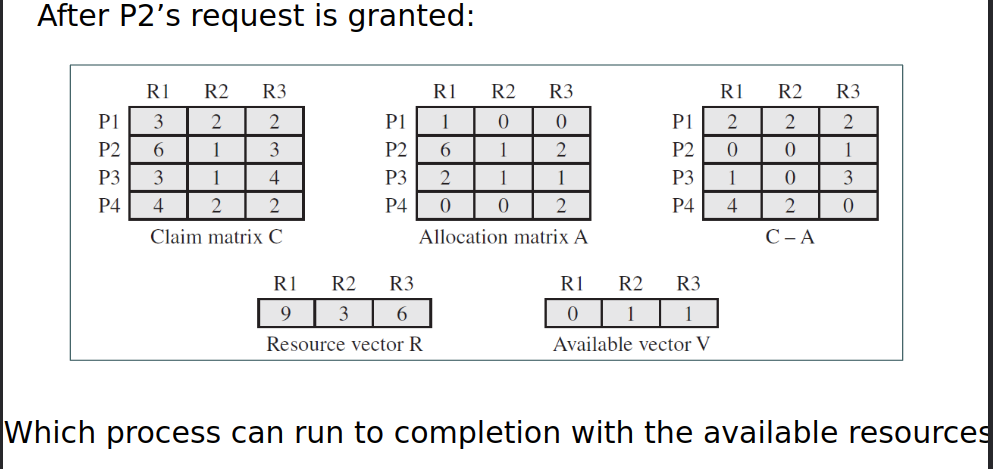 After P2’s request is granted:
R1 R2 R3 R1 R2 R3 R1 R2 R3
P1 3 2 2 P1 1 0 0 P1 2 2 2
P2 6 1 3 P2 6 1 2 P2 0 0 1
P3 3 1 4 P3 2 1 1 P3 1 0 3
P4 4 2 2 P4 0 0 2 P4 4 2 0
Claim matrix C Allocation matrix A C – A
R1 R2 R3 R1 R2 R3
9 3 6 0 1 1
Resource vector R Available vector V
Which process can run to completion with the available resources